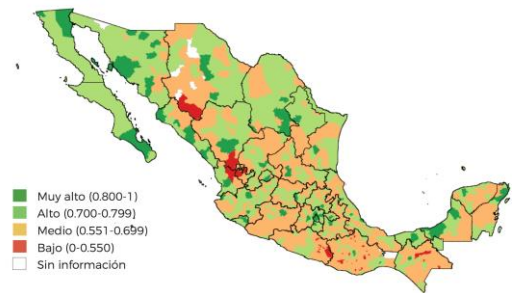 Muy alto (0.800-1)
Alto (0.700-0.799)
Medio (0.551-0.699)
Bajo (0-0.550)
Sin información